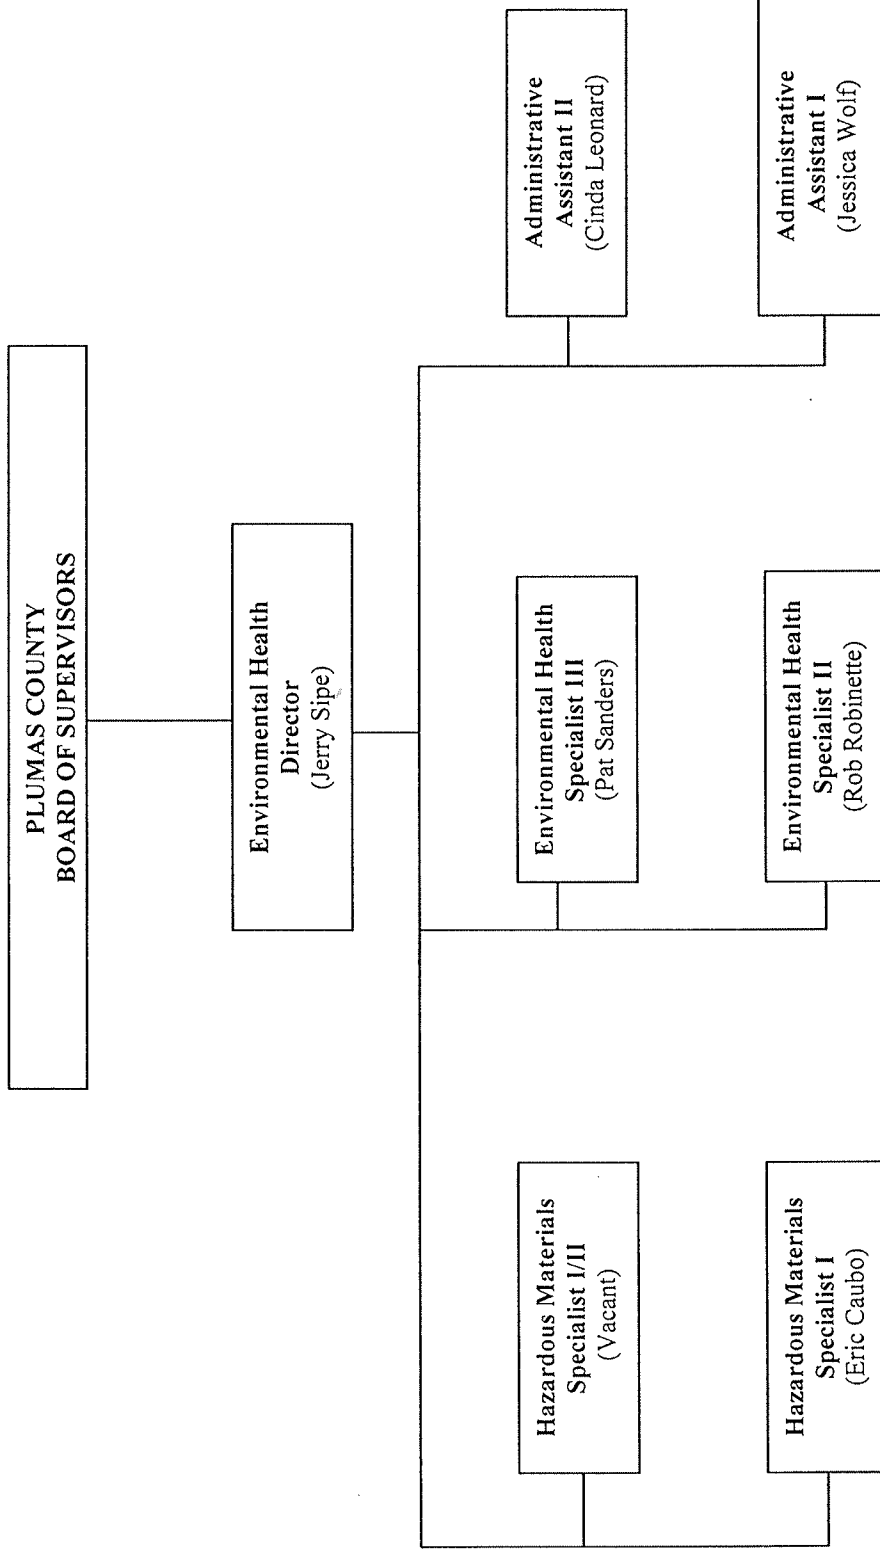 PLUMAS COUNTY
BOARD OF SUPERVISORS
Environmental Health
Director
(Jerry Sipe)
Hazardous Materials
Specialist I/II
(Vacant)
Environmental Health
Specialist III
(Pat Sanders)
Administrative
Assistant II
(Cinda Leonard)
Hazardous Materials
Specialist I
(Eric Caubo)
Environmental Health
Specialist II
(Rob Robinette)
Administrative
Assistant I
(Jessica Wolf)